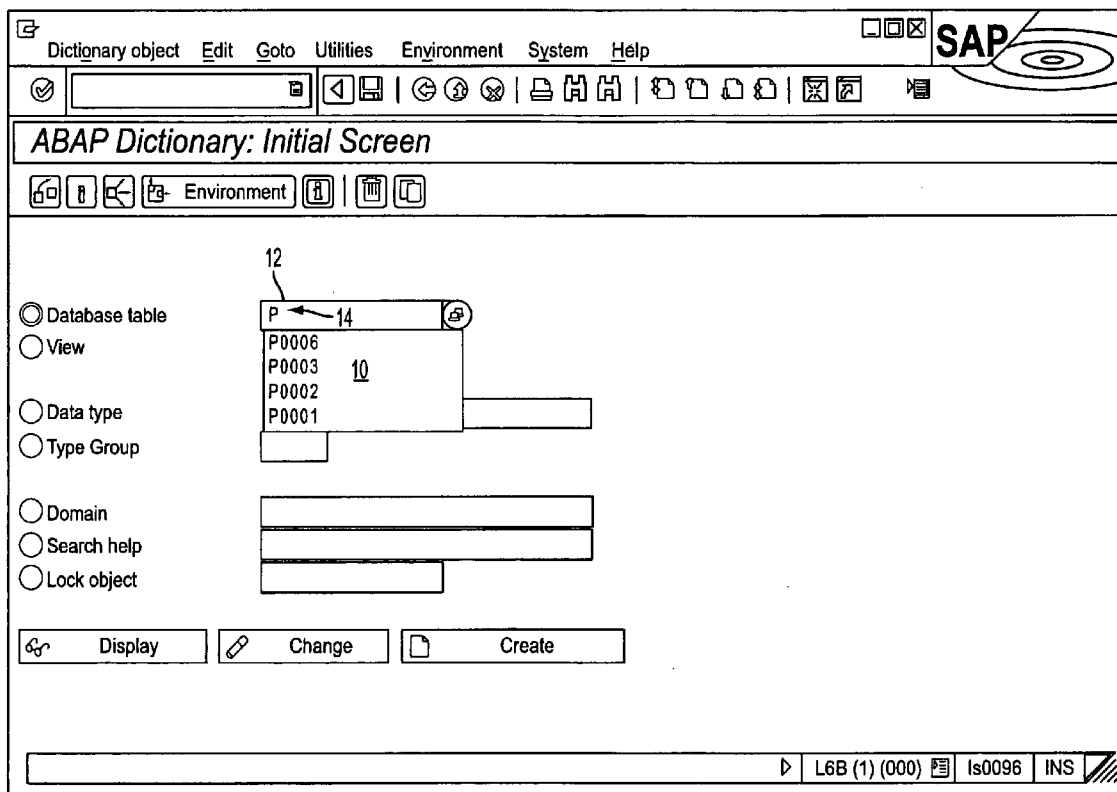 Dictionary object Edit Goto Utilities Environment System Help
SAP
ABAP Dictionary: Initial Screen
Environment
12
Database table P 14
View
P0006
P0003 10
P0002
P0001
Data type
Type Group
Domain
Search help
Lock object
Display Change Create
L6B (1) (000) ls0096 INS